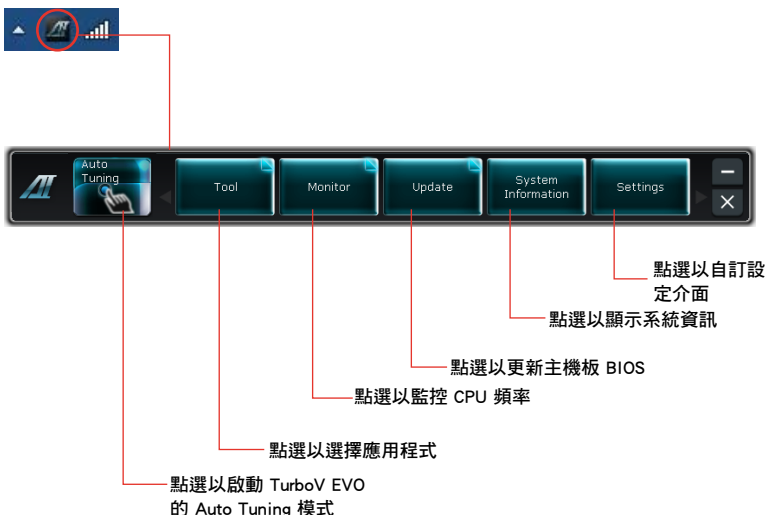 Auto
Tuning
Tool
Monitor
Update
System
Information
Settings
點選以自訂設
定介面
點選以顯示系統資訊
點選以更新主機板 BIOS
點選以監控 CPU 頻率
點選以選擇應用程式
點選以啟動 TurboV EVO
的 Auto Tuning 模式